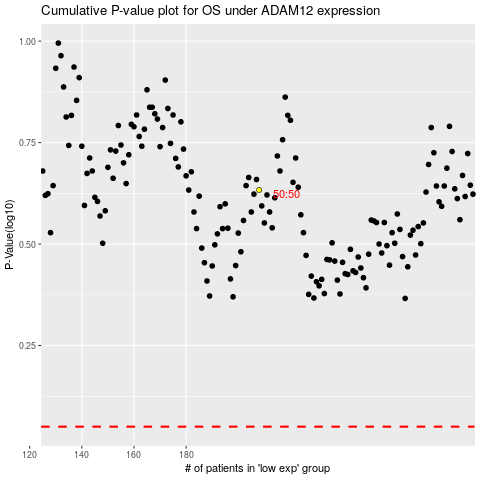 Cumulative P-value plot for OS under ADAM12 expression
P-Value(log10)
1.00
0.75
0.50
0.25
50:50
120 140 160 180
# of patients in 'low exp' group